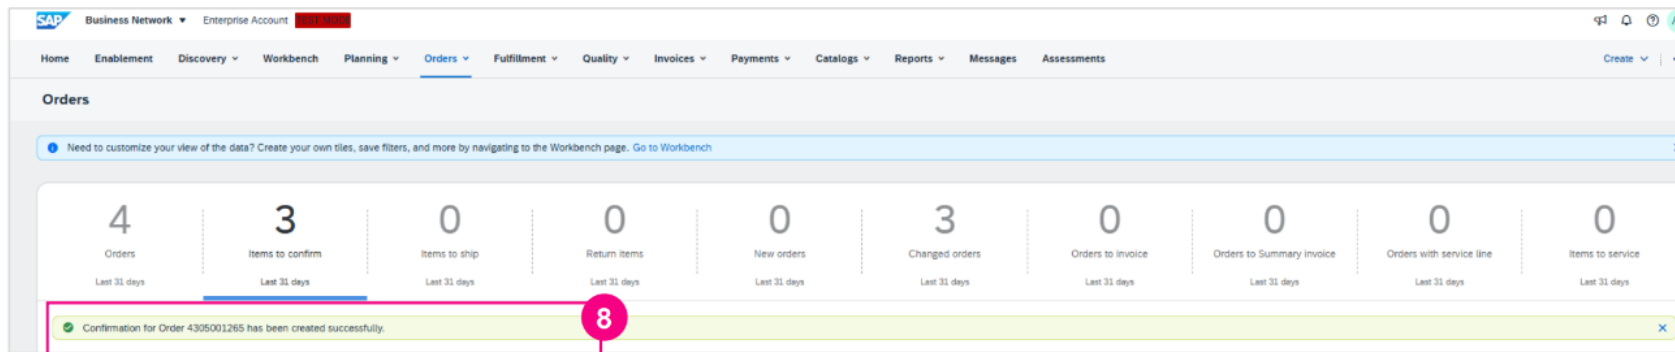 SAP Business Network Enterprise Account TEST MODE
Home Enablement Discovery Workbench Planning Orders Fulfillment Quality Invoices Payments Catalogs Reports Messages Assessments Create
Orders
Need to customize your view of the data? Create your own tiles, save filters, and more by navigating to the Workbench page. Go to Workbench
4 3 0 0 0 3 0 0 0 0
Orders Items to confirm Items to ship Return items New orders Changed orders Orders to invoice Orders to Summary invoice Orders with service line Items to service
Last 31 days Last 31 days Last 31 days Last 31 days Last 31 days Last 31 days Last 31 days Last 31 days Last 31 days Last 31 days
8
Confirmation for Order 4305001265 has been created successfully.